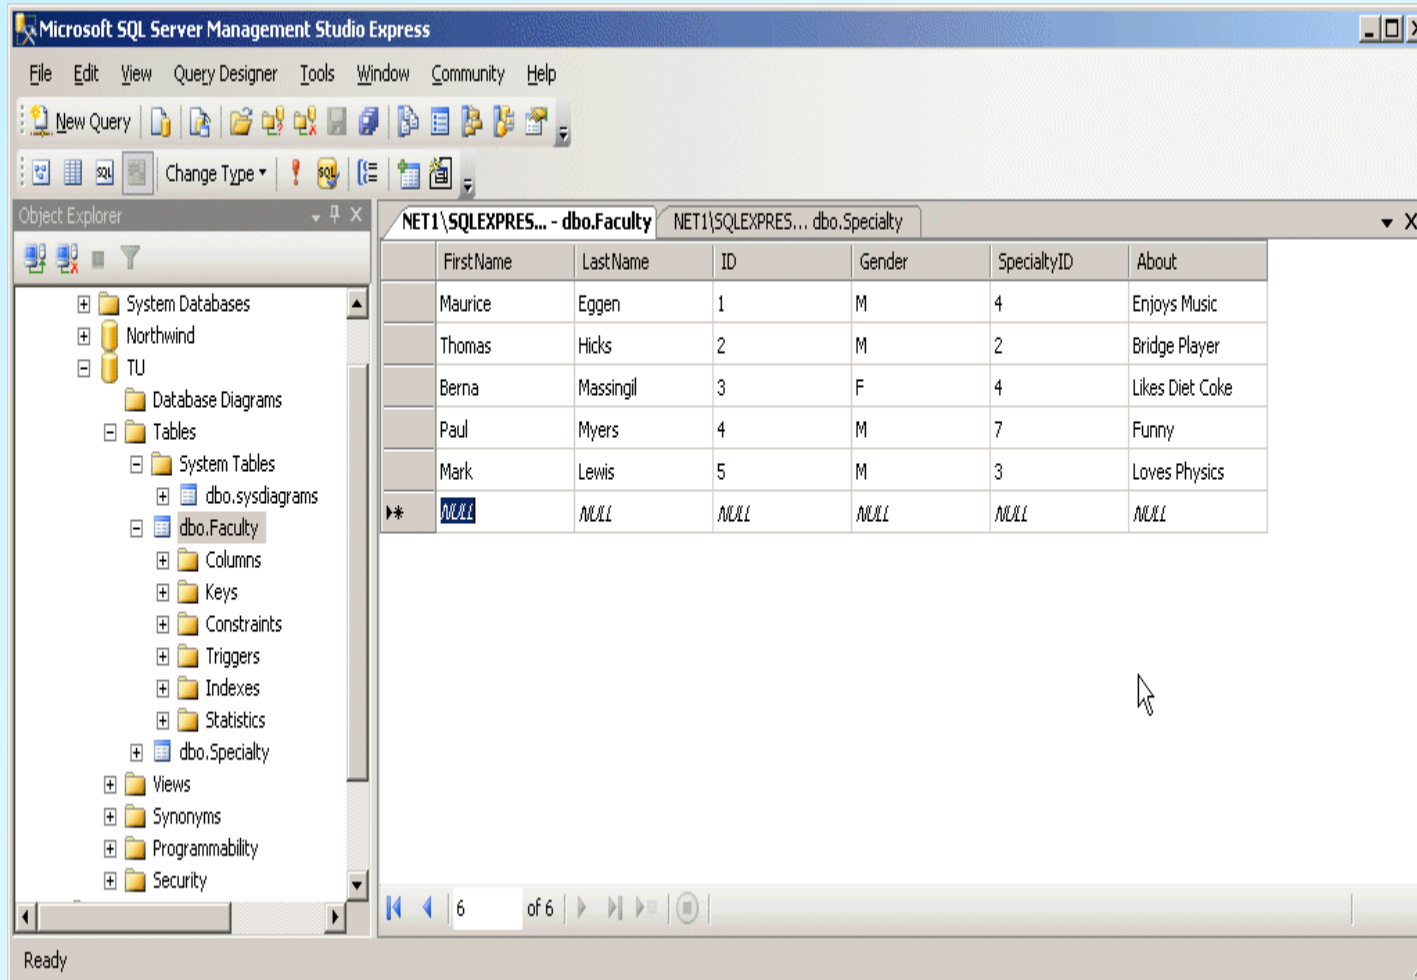 Microsoft SQL Server Management Studio Express
File Edit View Query Designer Tools Window Community Help
New Query
SQL Change Type SQL
Object Explorer
NET1\SQLEXPRES... - dbo.Faculty NET1\SQLEXPRES... dbo.Specialty
System Databases
Northwind
TU
Database Diagrams
Tables
System Tables
dbo.sysdiagrams
dbo.Faculty
Columns
Keys
Constraints
Triggers
Indexes
Statistics
dbo.Specialty
Views
Synonyms
Programmability
Security
FirstName LastName ID Gender SpecialtyID About
Maurice Eggen 1 M 4 Enjoys Music
Thomas Hicks 2 M 2 Bridge Player
Berna Massingil 3 F 4 Likes Diet Coke
Paul Myers 4 M 7 Funny
Mark Lewis 5 M 3 Loves Physics
NULL NULL NULL NULL NULL NULL
6 of 6
Ready